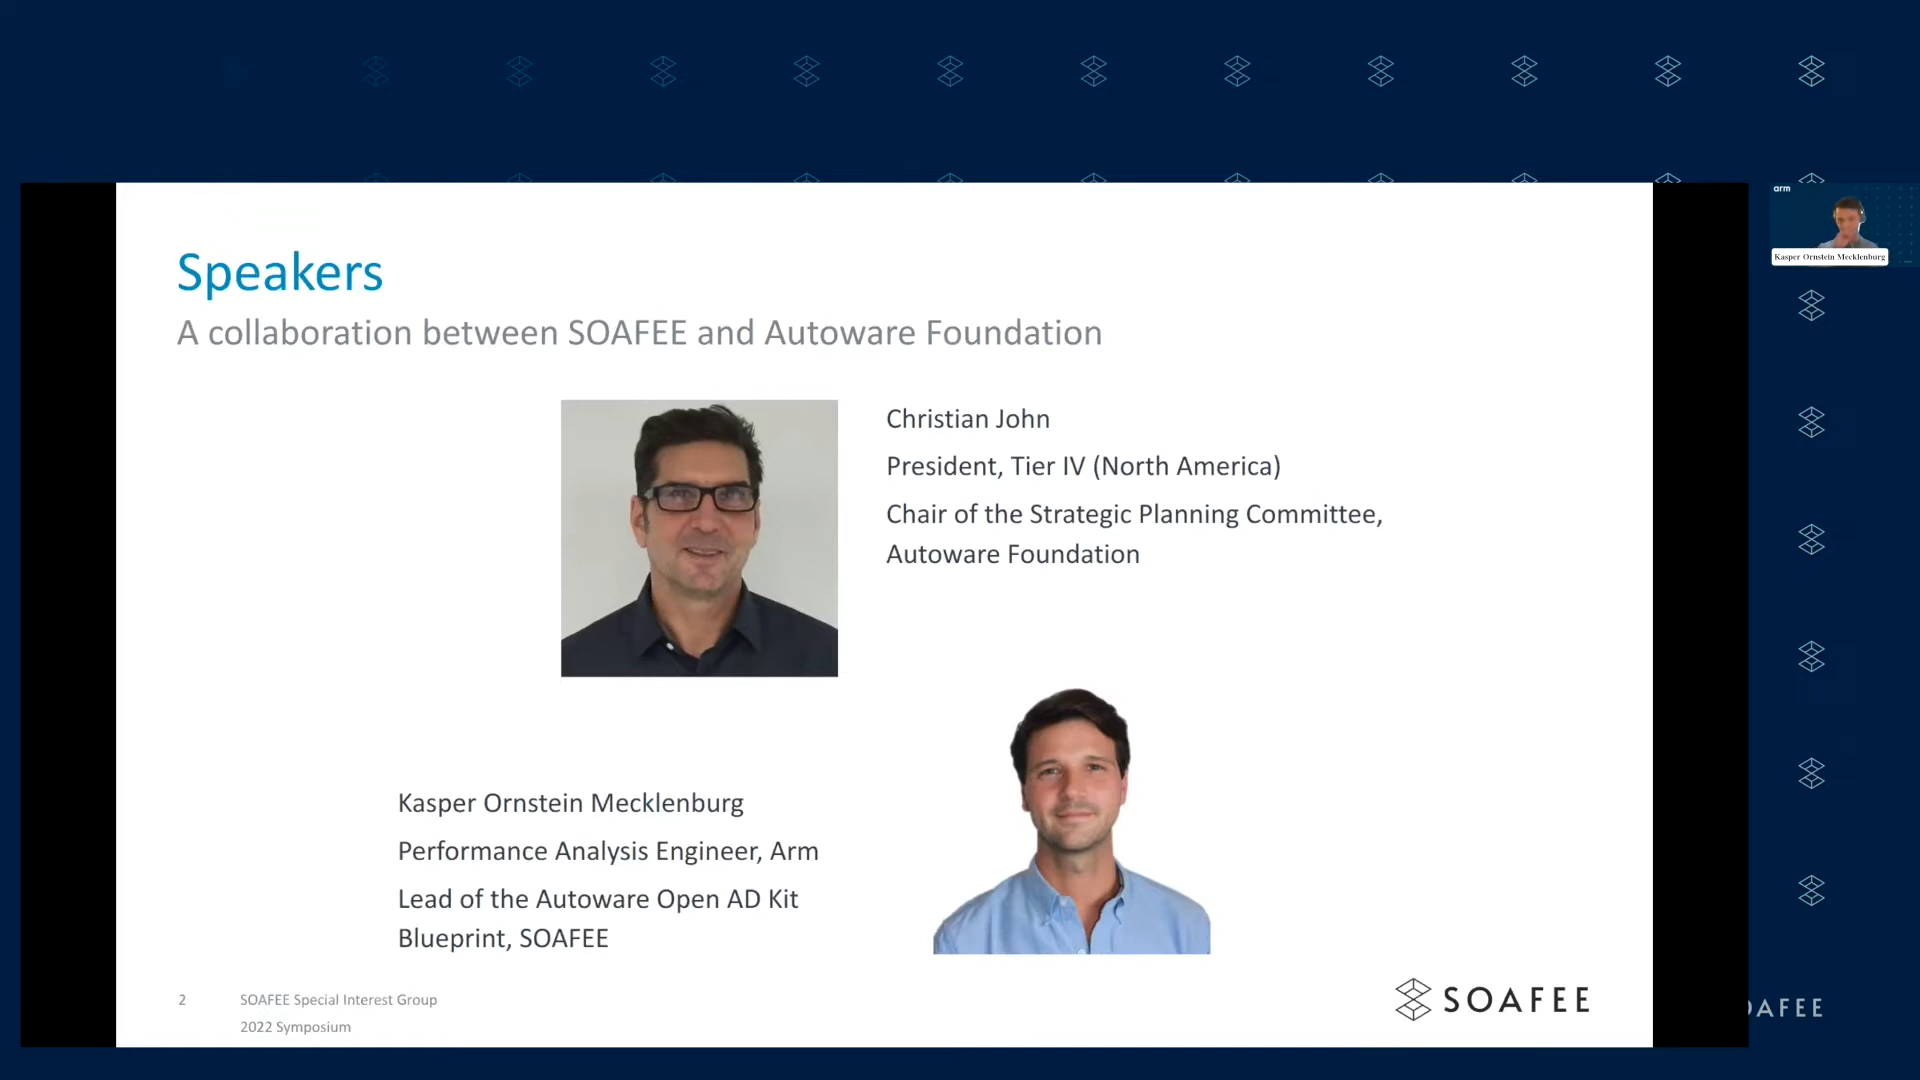 arm
Kasper Ornstein Mecklenburg
Speakers
A collaboration between SOAFEE and Autoware Foundation
Christian John
President, Tier IV (North America)
Chair of the Strategic Planning Committee,
Autoware Foundation
Kasper Ornstein Mecklenburg
Performance Analysis Engineer, Arm
Lead of the Autoware Open AD Kit
Blueprint, SOAFEE
2
SOAFEE Special Interest Group
2022 Symposium
SOAFEE
AFEE